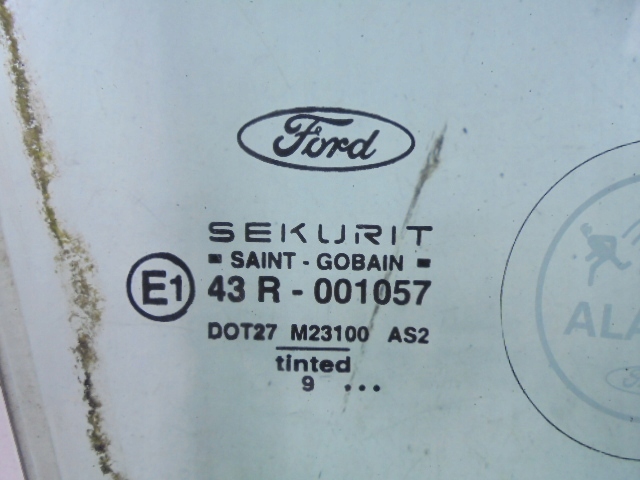 Ford
SEKURIT
SAINT - GOBAIN
E1 43 R - 001057
DOT27 M23100 AS2
tinted
9 ...